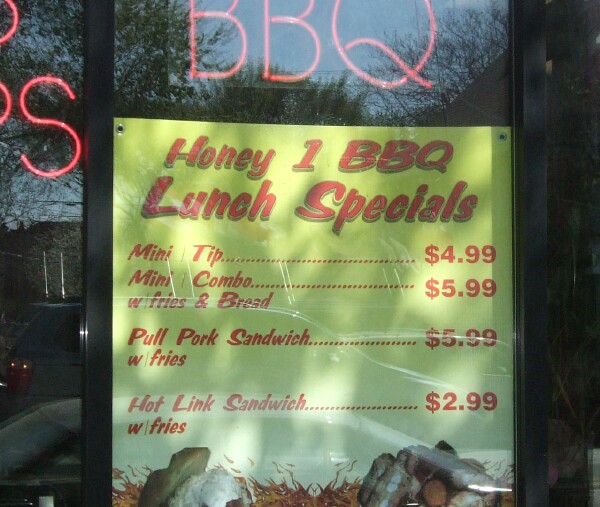 BBQ
PS
Honey 1 BBQ
Lunch Specials
Mini Tip.................................... $4.99
Mini Combo.............................. $5.99
w/fries & Bread
Pull Pork Sandwich.................... $5.99
w/fries
Hot Link Sandwich..................... $2.99
w/fries